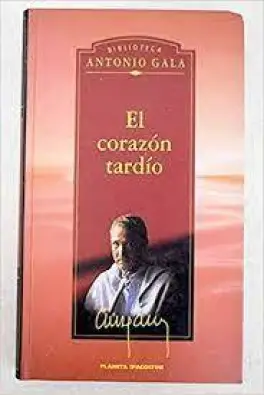 BIBLIOTECA
ANTONIO GALA
El
corazón
tardío
PLANETA DEAGOSTINI